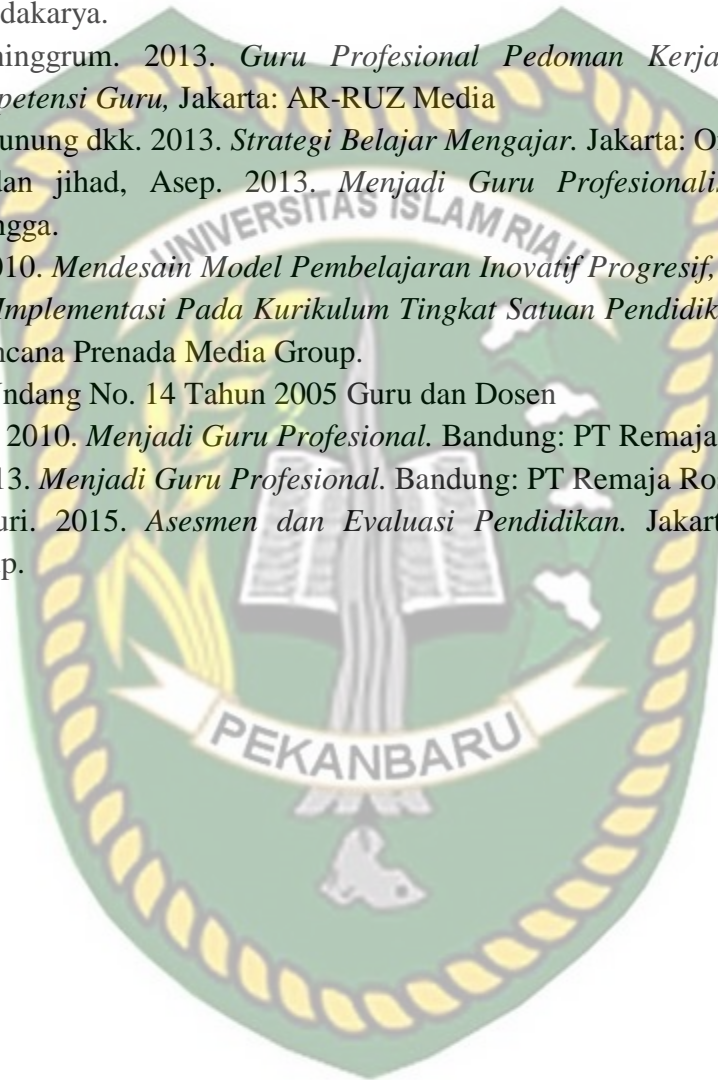 dakarya.
inggrum. 2013. Guru Profesional Pedoman Kerja
petensi Guru, Jakarta: AR-RUZ Media
unung dkk. 2013. Strategi Belajar Mengajar. Jakarta: O
dan jihad, Asep. 2013. Menjadi Guru Profesionalis
ngga.
010. Mendesain Model Pembelajaran Inovatif Progresif,
Implementasi Pada Kurikulum Tingkat Satuan Pendidik
ncana Prenada Media Group.
Undang No. 14 Tahun 2005 Guru dan Dosen
2010. Menjadi Guru Profesional. Bandung: PT Remaja
13. Menjadi Guru Profesional. Bandung: PT Remaja Ro
uri. 2015. Asesmen dan Evaluasi Pendidikan. Jakart
p.
UNIVERSITAS ISLAM RIAU
PEKANBARU